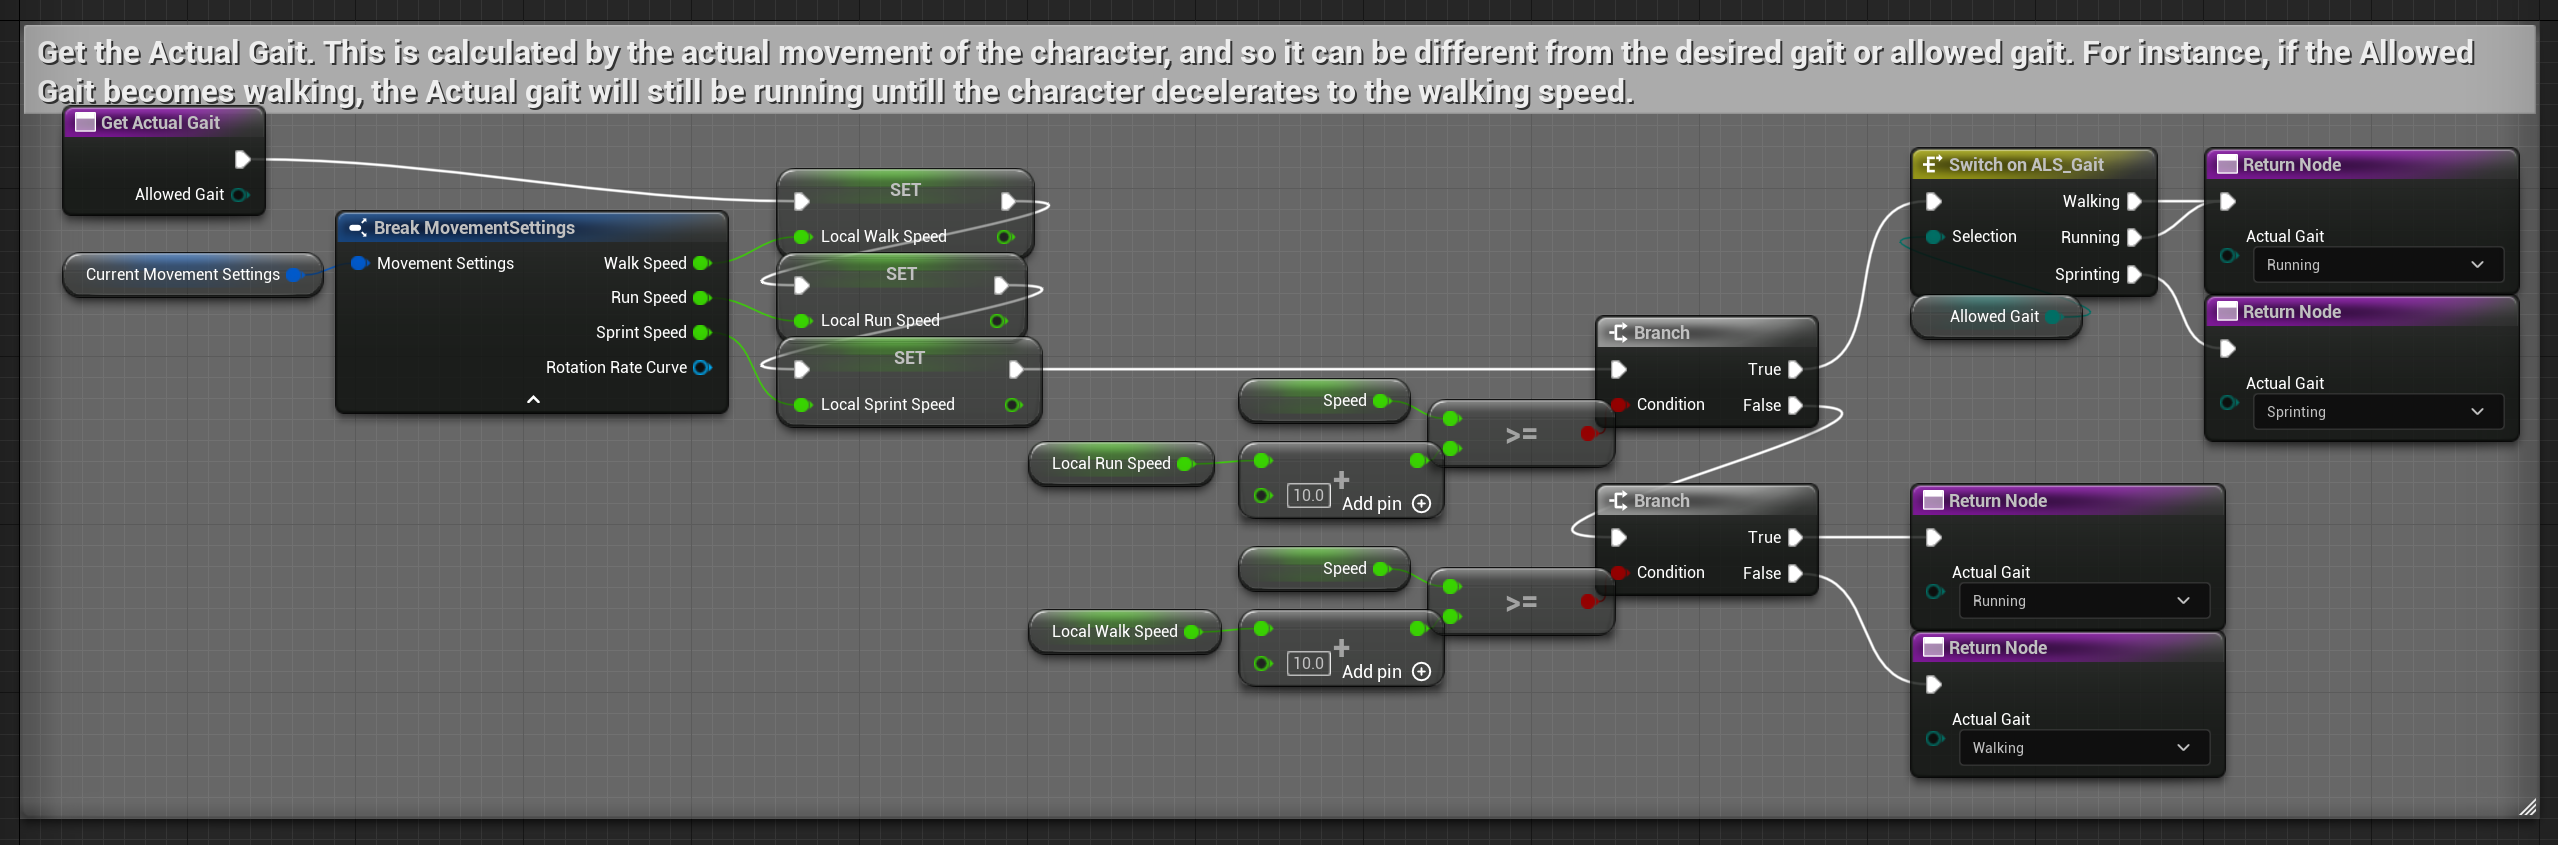 Get the Actual Gait. This is calculated by the actual movement of the character, and so it can be different from the desired gait or allowed gait. For instance, if the Allowed
Gait becomes walking, the Actual gait will still be running untill the character decelerates to the walking speed.
Get Actual Gait
Allowed Gait
Current Movement Settings
Break MovementSettings
Movement Settings
Walk Speed
Run Speed
Sprint Speed
Rotation Rate Curve
SET
Local Walk Speed
SET
Local Run Speed
SET
Local Sprint Speed
Speed
Local Run Speed
10.0
+
Add pin
>=
Branch
Condition
True
False
Speed
Local Walk Speed
10.0
+
Add pin
>=
Branch
Condition
True
False
Switch on ALS_Gait
Selection
Walking
Running
Sprinting
Allowed Gait
Return Node
Actual Gait
Running
Return Node
Actual Gait
Sprinting
Return Node
Actual Gait
Running
Return Node
Actual Gait
Walking